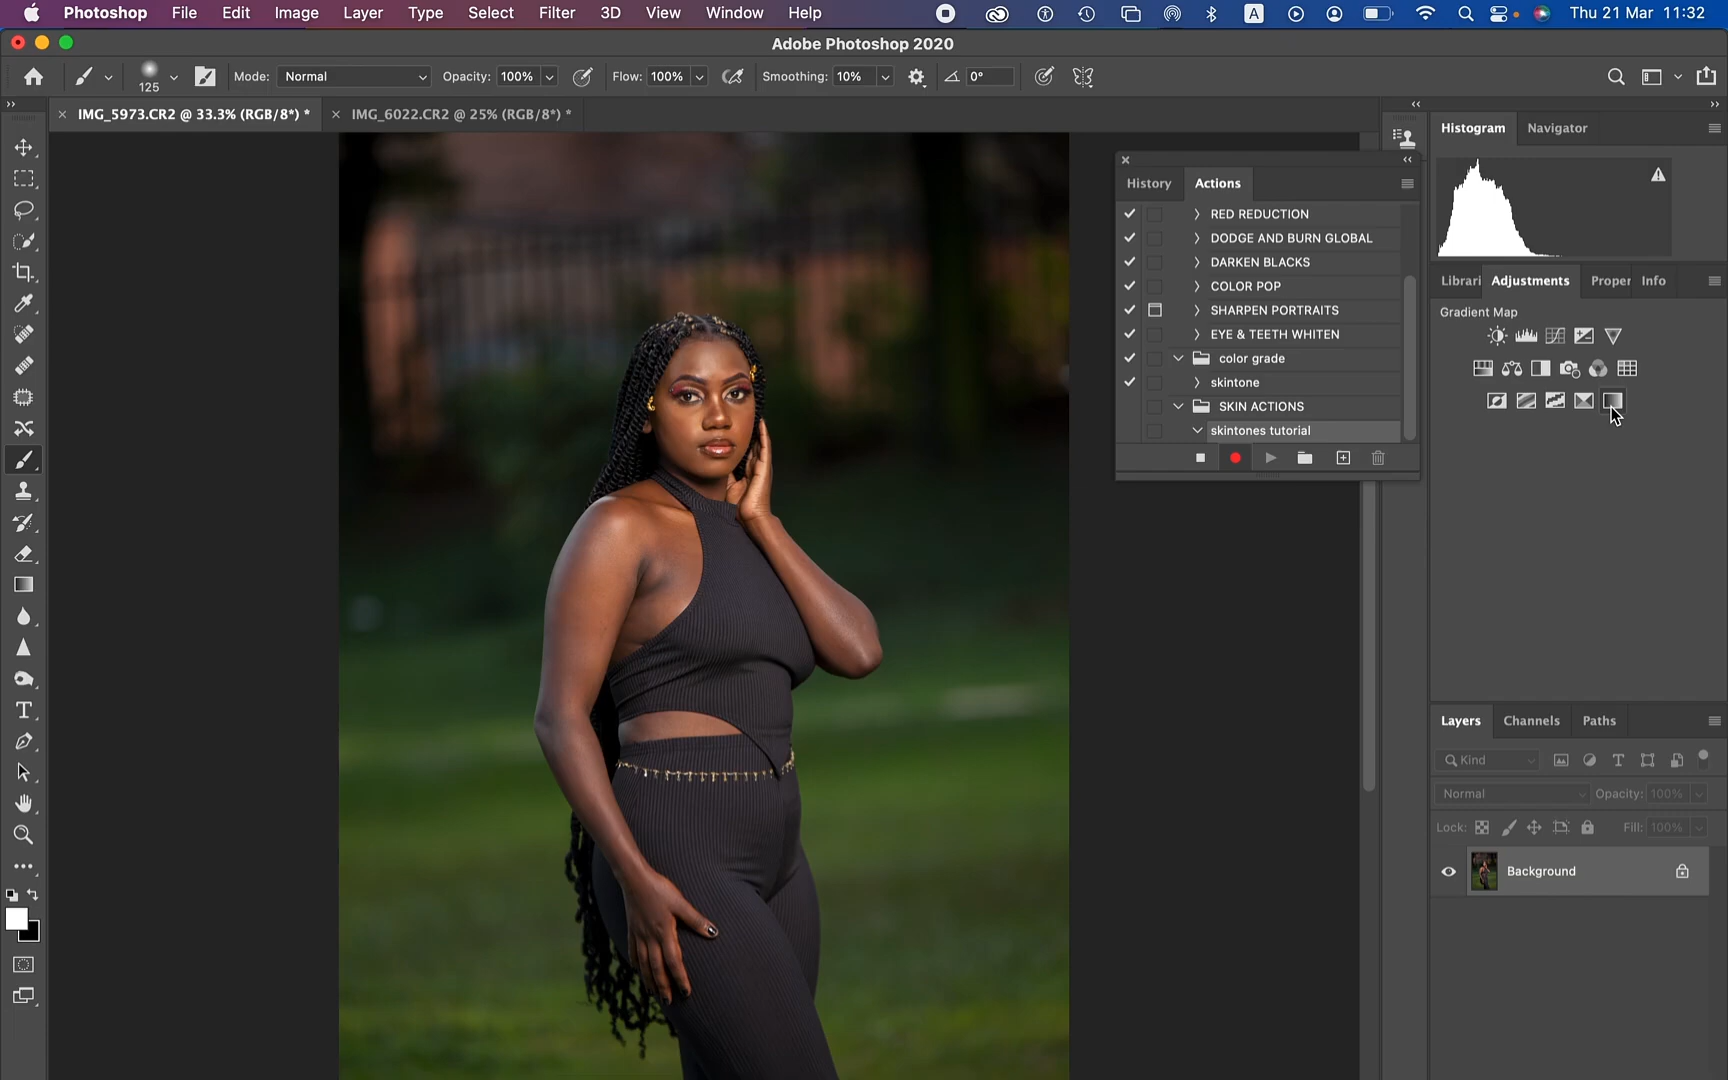 Photoshop File Edit Image Layer Type Select Filter 3D View Window Help A Thu 21 Mar 11:32
Adobe Photoshop 2020
125 Mode: Normal Opacity: 100% Flow: 100% Smoothing: 10% 0°
IMG_5973.CR2 @ 33.3% (RGB/8*) * IMG_6022.CR2 @ 25% (RGB/8*) *
Histogram Navigator
History Actions
RED REDUCTION
DODGE AND BURN GLOBAL
DARKEN BLACKS
COLOR POP
SHARPEN PORTRAITS
EYE & TEETH WHITEN
color grade
skintone
SKIN ACTIONS
skintones tutorial
Librari Adjustments Proper Info
Gradient Map
Layers Channels Paths
Kind
Normal Opacity: 100%
Lock: Fill: 100%
Background